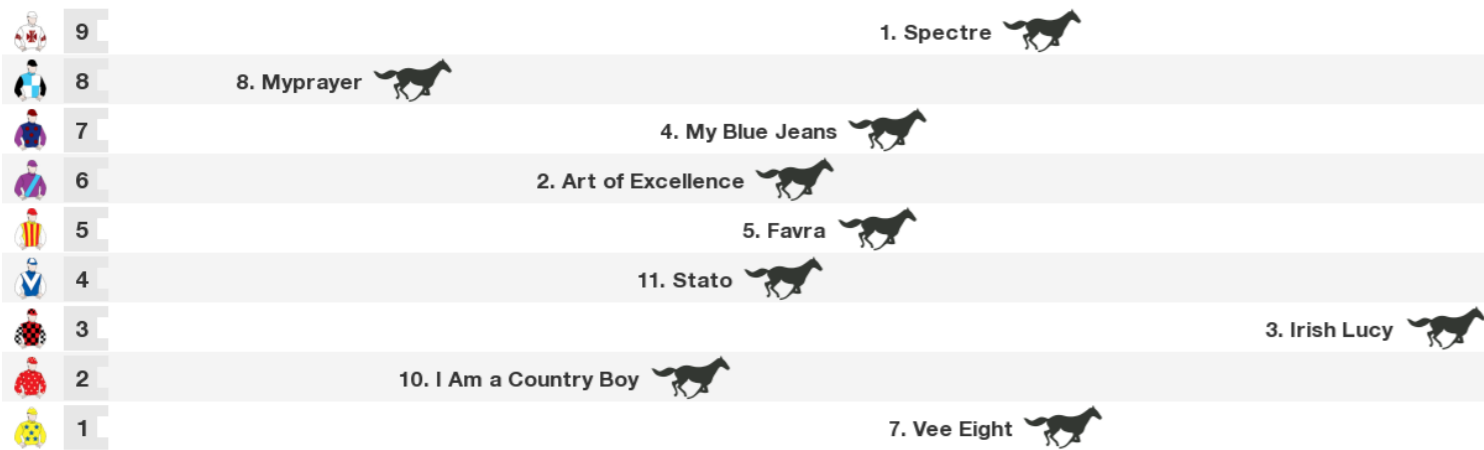 9 1. Spectre
8 8. Myprayer
7 4. My Blue Jeans
6 2. Art of Excellence
5 5. Favra
4 11. Stato
3 3. Irish Lucy
2 10. I Am a Country Boy
1 7. Vee Eight